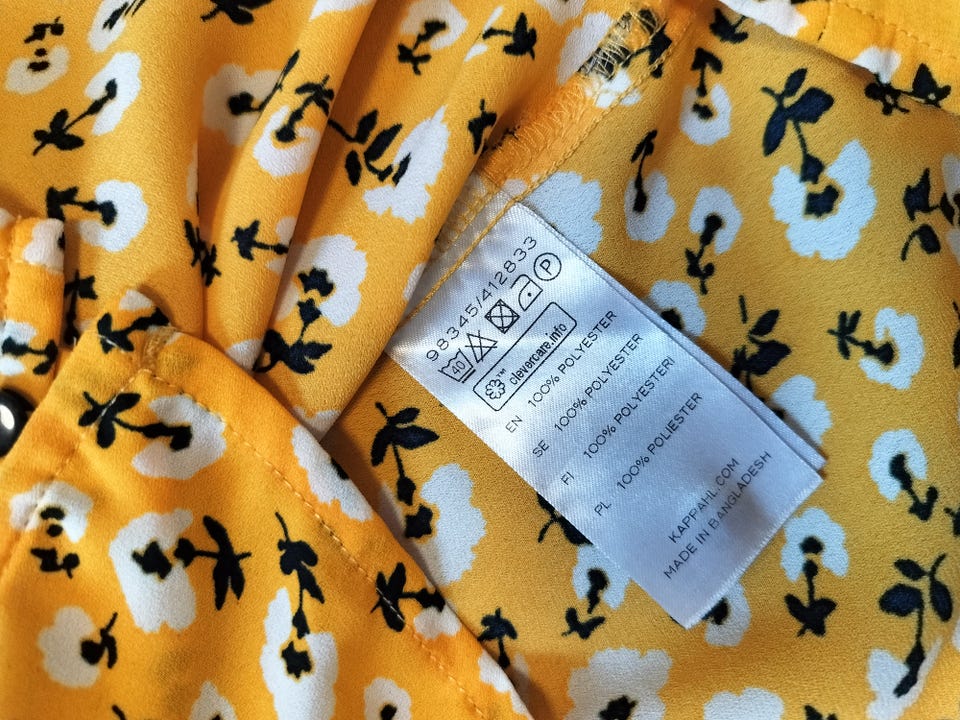 98345/412833
40 P
clevercare.info
EN 100% POLYESTER
SE 100% POLYESTER
FI 100% POLYESTERI
PL 100% POLIESTER
KAPPAHL.COM
MADE IN BANGLADESH